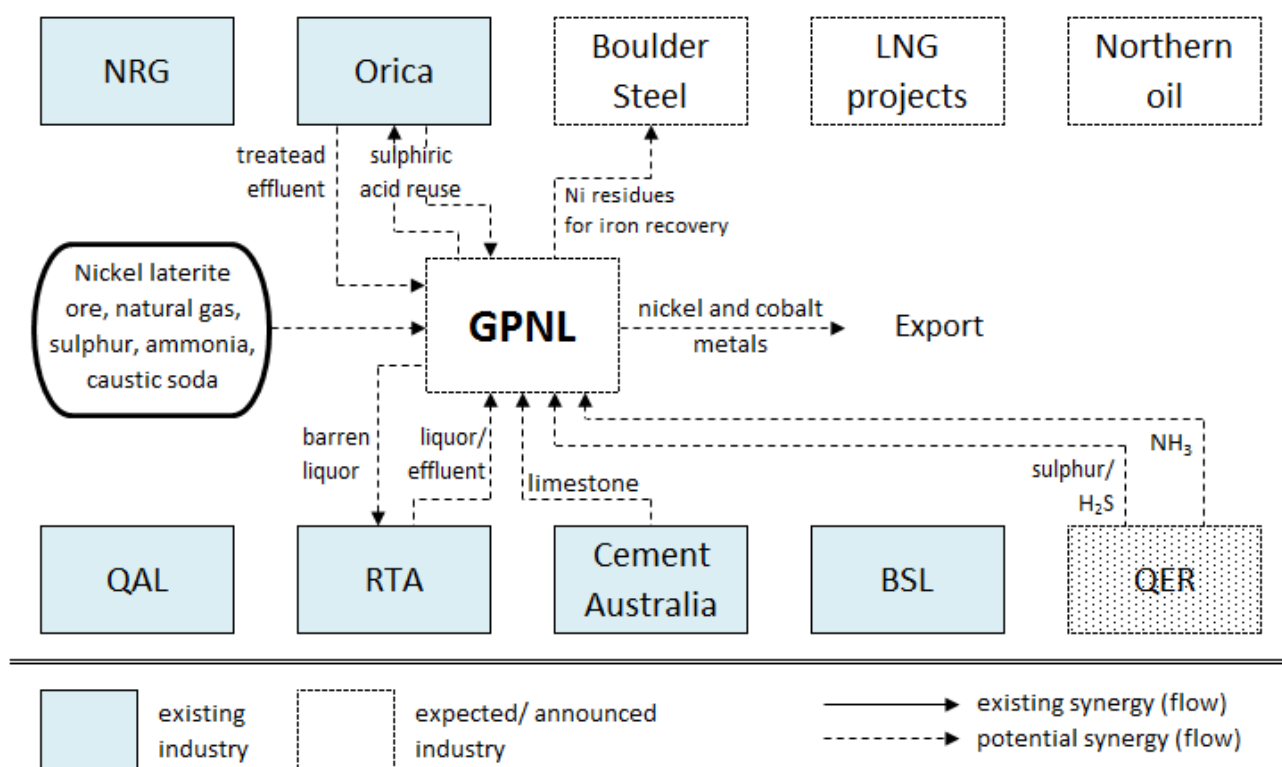 NRG
Orica
Boulder
Steel
LNG
projects
Northern
oil
treatead
effluent
sulphiric
acid reuse
Ni residues
for iron recovery
Nickel laterite
ore, natural gas,
sulphur, ammonia,
caustic soda
GPNL
nickel and cobalt
metals
Export
barren
liquor
liquor/
effluent
limestone
sulphur/
H₂S
NH₃
QAL
RTA
Cement
Australia
BSL
QER
existing
industry
expected/ announced
industry
existing synergy (flow)
potential synergy (flow)